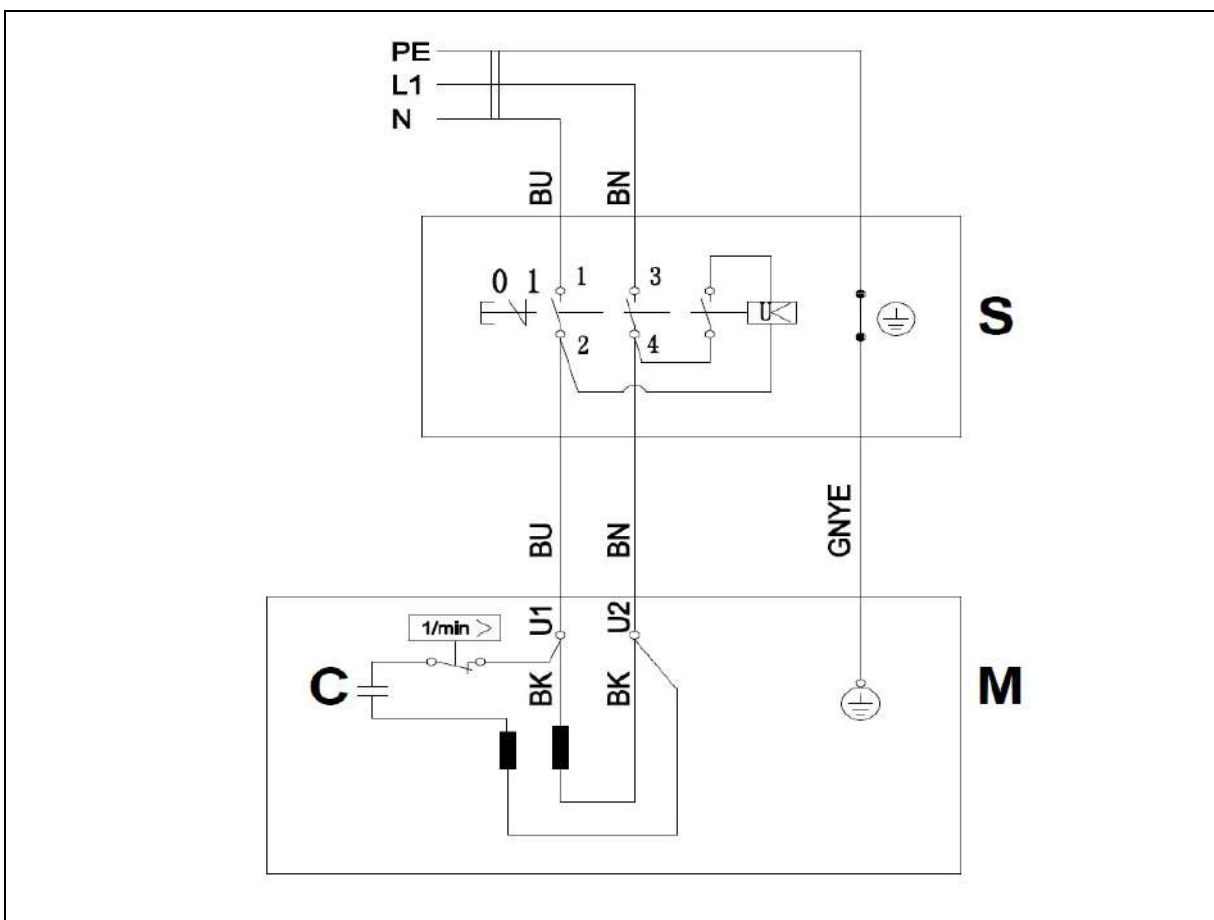 PE
L1
N
BU BN
0 1 1 3
U<
S
2 4
BU BN GNYE
1/min > U1 U2
C BK BK M